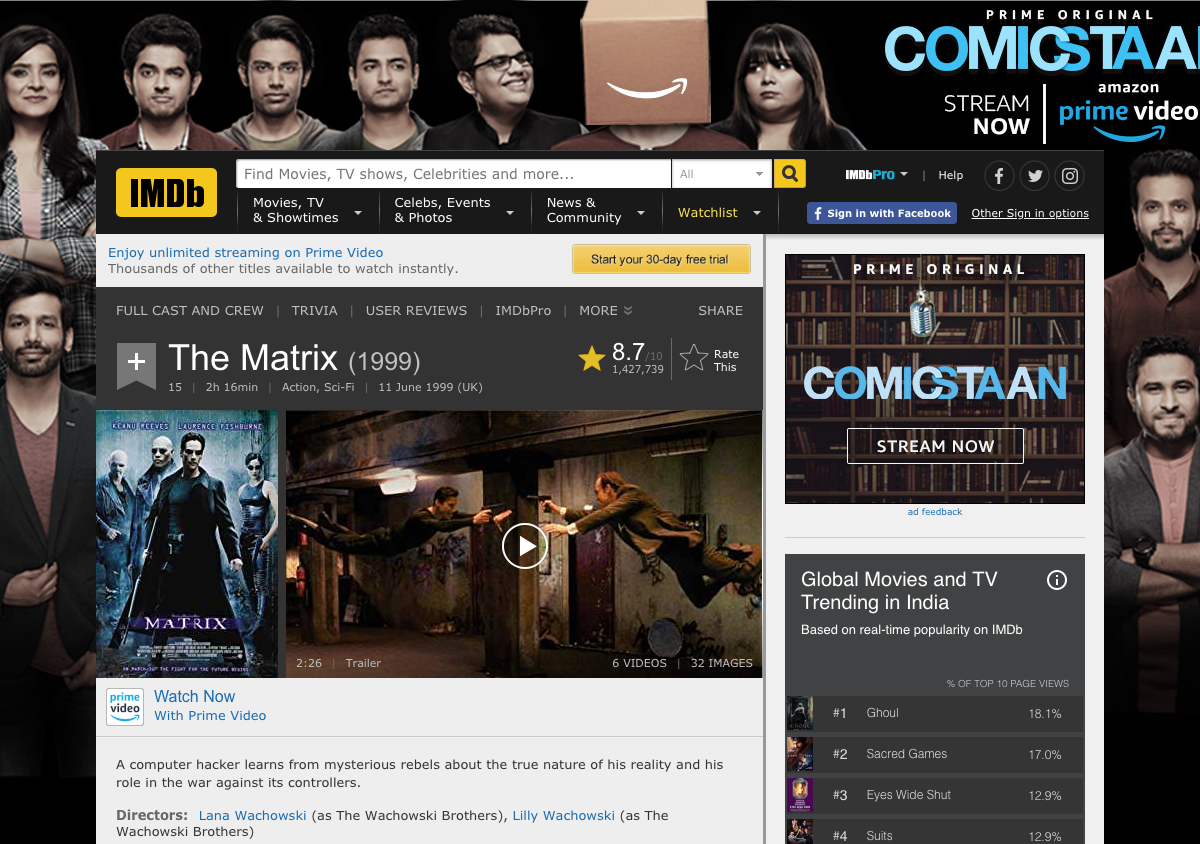 PRIME ORIGINAL
COMICSTAAN
STREAM
NOW
amazon
prime video
IMDb
Find Movies, TV shows, Celebrities and more...
All
IMDbPro | Help
Movies, TV
& Showtimes
Celebs, Events
& Photos
News &
Community
Watchlist
f Sign in with Facebook
Other Sign in options
Enjoy unlimited streaming on Prime Video
Thousands of other titles available to watch instantly.
Start your 30-day free trial
FULL CAST AND CREW | TRIVIA | USER REVIEWS | IMDbPro | MORE
SHARE
+
The Matrix (1999)
8.7/10
1,427,739
Rate
This
15 | 2h 16min | Action, Sci-Fi | 11 June 1999 (UK)
KEANU REEVES LAURENCE FISHBURNE
MATRIX
ON MARCH 31ST THE FIGHT FOR THE FUTURE BEGINS
2:26 | Trailer
6 VIDEOS | 32 IMAGES
prime
video
Watch Now
With Prime Video
A computer hacker learns from mysterious rebels about the true nature of his reality and his
role in the war against its controllers.
Directors: Lana Wachowski (as The Wachowski Brothers), Lilly Wachowski (as The
Wachowski Brothers)
PRIME ORIGINAL
COMICSTAAN
STREAM NOW
ad feedback
Global Movies and TV
Trending in India
Based on real-time popularity on IMDb
% OF TOP 10 PAGE VIEWS
#1 Ghoul 18.1%
#2 Sacred Games 17.0%
#3 Eyes Wide Shut 12.9%
#4 Suits 12.9%